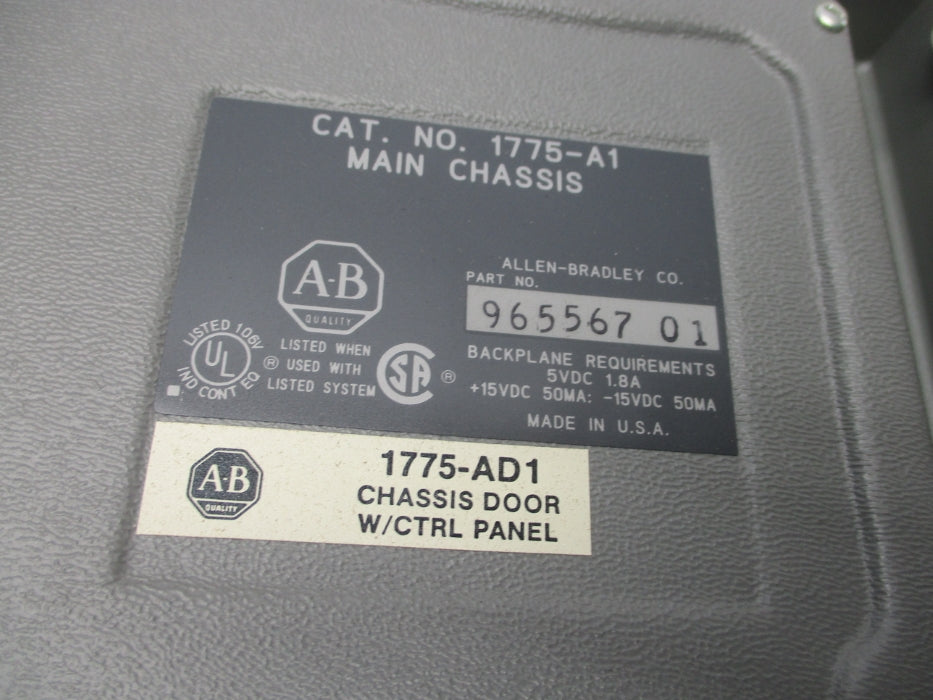 CAT. NO. 1775-A1
MAIN CHASSIS
A-B
QUALITY
ALLEN-BRADLEY CO.
PART NO.
965567 01
LISTED 106V
UL
IND CONT EQ
®
LISTED WHEN
USED WITH
LISTED SYSTEM
SA
®
BACKPLANE REQUIREMENTS
5VDC 1.8A
+15VDC 50MA: -15VDC 50MA
MADE IN U.S.A.
A-B
QUALITY
1775-AD1
CHASSIS DOOR
W/CTRL PANEL